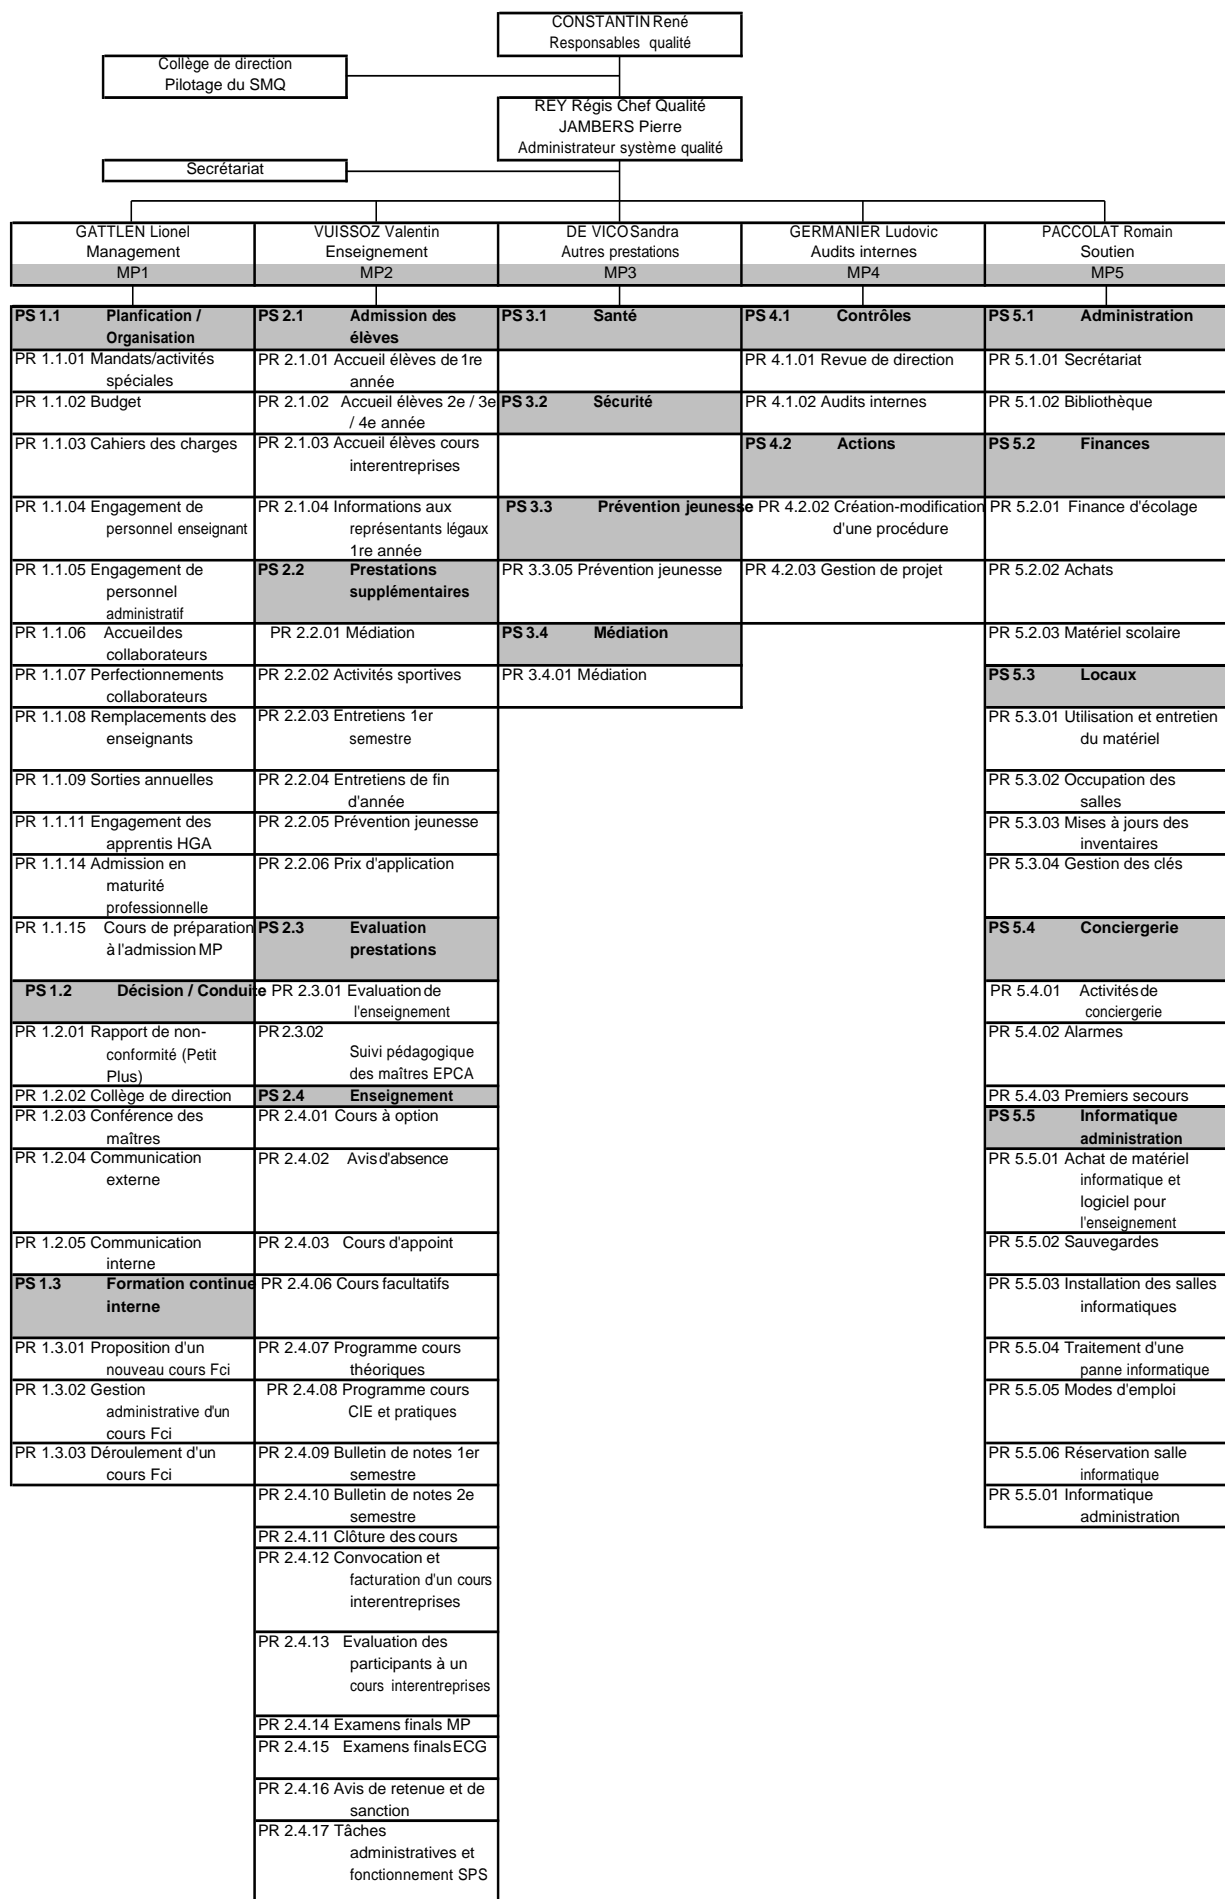 CONSTANTIN René
Responsables qualité
Collège de direction
Pilotage du SMQ
REY Régis Chef Qualité
JAMBERS Pierre
Administrateur système qualité
Secrétariat
GATTLEN Lionel
Management
MP1
VUISSOZ Valentin
Enseignement
MP2
DE VICO Sandra
Autres prestations
MP3
GERMANIER Ludovic
Audits internes
MP4
PACCOLAT Romain
Soutien
MP5
PS 1.1 Planfication /
Organisation
PR 1.1.01 Mandats/activités
spéciales
PR 1.1.02 Budget
PR 1.1.03 Cahiers des charges
PR 1.1.04 Engagement de
personnel enseignant
PR 1.1.05 Engagement de
personnel
administratif
PR 1.1.06 Accueil des
collaborateurs
PR 1.1.07 Perfectionnements
collaborateurs
PR 1.1.08 Remplacements des
enseignants
PR 1.1.09 Sorties annuelles
PR 1.1.11 Engagement des
apprentis HGA
PR 1.1.14 Admission en
maturité
professionnelle
PR 1.1.15 Cours de préparation
à l'admission MP
PS 1.2 Décision / Conduite
PR 1.2.01 Rapport de non-
conformité (Petit
Plus)
PR 1.2.02 Collège de direction
PR 1.2.03 Conférence des
maîtres
PR 1.2.04 Communication
externe
PR 1.2.05 Communication
interne
PS 1.3 Formation continue
interne
PR 1.3.01 Proposition d'un
nouveau cours Fci
PR 1.3.02 Gestion
administrative d'un
cours Fci
PR 1.3.03 Déroulement d'un
cours Fci
PS 2.1 Admission des
élèves
PR 2.1.01 Accueil élèves de 1re
année
PR 2.1.02 Accueil élèves 2e / 3e
/ 4e année
PR 2.1.03 Accueil élèves cours
interentreprises
PR 2.1.04 Informations aux
représentants légaux
1re année
PS 2.2 Prestations
supplémentaires
PR 2.2.01 Médiation
PR 2.2.02 Activités sportives
PR 2.2.03 Entretiens 1er
semestre
PR 2.2.04 Entretiens de fin
d'année
PR 2.2.05 Prévention jeunesse
PR 2.2.06 Prix d'application
PS 2.3 Evaluation
prestations
PR 2.3.01 Evaluation de
l'enseignement
PR 2.3.02
Suivi pédagogique
des maîtres EPCA
PS 2.4 Enseignement
PR 2.4.01 Cours à option
PR 2.4.02 Avis d'absence
PR 2.4.03 Cours d'appoint
PR 2.4.06 Cours facultatifs
PR 2.4.07 Programme cours
théoriques
PR 2.4.08 Programme cours
CIE et pratiques
PR 2.4.09 Bulletin de notes 1er
semestre
PR 2.4.10 Bulletin de notes 2e
semestre
PR 2.4.11 Clôture des cours
PR 2.4.12 Convocation et
facturation d'un cours
interentreprises
PR 2.4.13 Evaluation des
participants à un
cours interentreprises
PR 2.4.14 Examens finals MP
PR 2.4.15 Examens finals ECG
PR 2.4.16 Avis de retenue et de
sanction
PR 2.4.17 Tâches
administratives et
fonctionnement SPS
PS 3.1 Santé
PS 3.2 Sécurité
PS 3.3 Prévention jeunesse
PR 3.3.05 Prévention jeunesse
PS 3.4 Médiation
PR 3.4.01 Médiation
PS 4.1 Contrôles
PR 4.1.01 Revue de direction
PR 4.1.02 Audits internes
PS 4.2 Actions
PR 4.2.02 Création-modification
d'une procédure
PR 4.2.03 Gestion de projet
PS 5.1 Administration
PR 5.1.01 Secrétariat
PR 5.1.02 Bibliothèque
PS 5.2 Finances
PR 5.2.01 Finance d'écolage
PR 5.2.02 Achats
PR 5.2.03 Matériel scolaire
PS 5.3 Locaux
PR 5.3.01 Utilisation et entretien
du matériel
PR 5.3.02 Occupation des
salles
PR 5.3.03 Mises à jours des
inventaires
PR 5.3.04 Gestion des clés
PS 5.4 Conciergerie
PR 5.4.01 Activités de
conciergerie
PR 5.4.02 Alarmes
PR 5.4.03 Premiers secours
PS 5.5 Informatique
administration
PR 5.5.01 Achat de matériel
informatique et
logiciel pour
l'enseignement
PR 5.5.02 Sauvegardes
PR 5.5.03 Installation des salles
informatiques
PR 5.5.04 Traitement d'une
panne informatique
PR 5.5.05 Modes d'emploi
PR 5.5.06 Réservation salle
informatique
PR 5.5.01 Informatique
administration